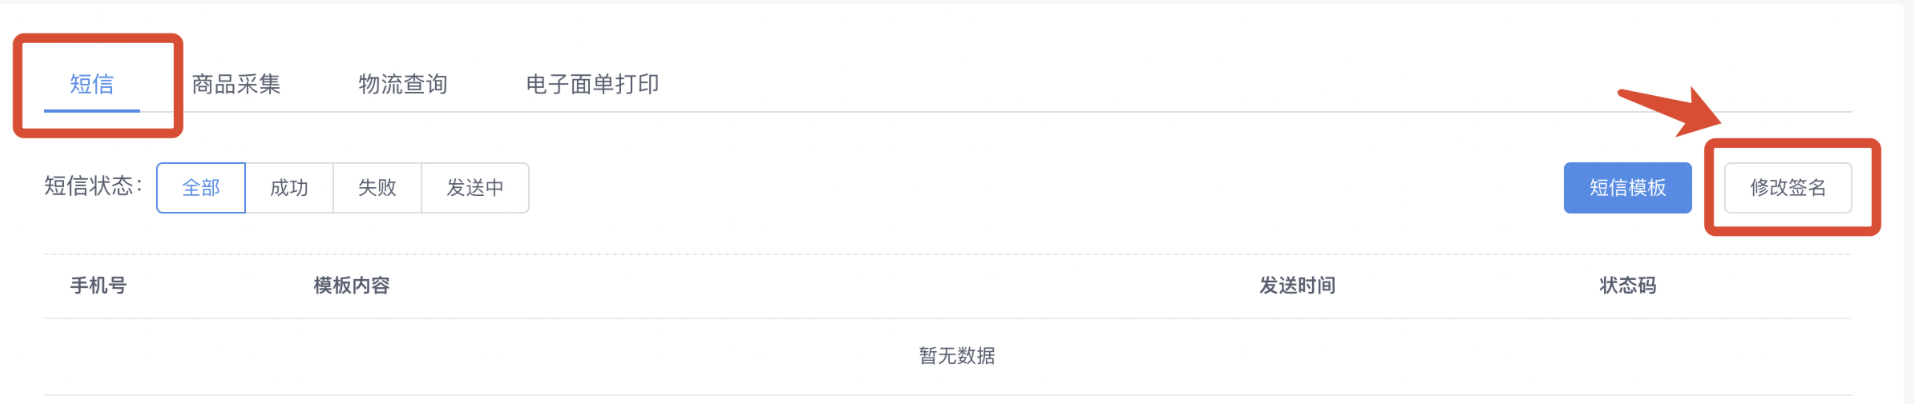 短信 商品采集 物流查询 电子面单打印
短信状态： 全部 成功 失败 发送中 短信模板 修改签名
手机号 模板内容 发送时间 状态码
暂无数据